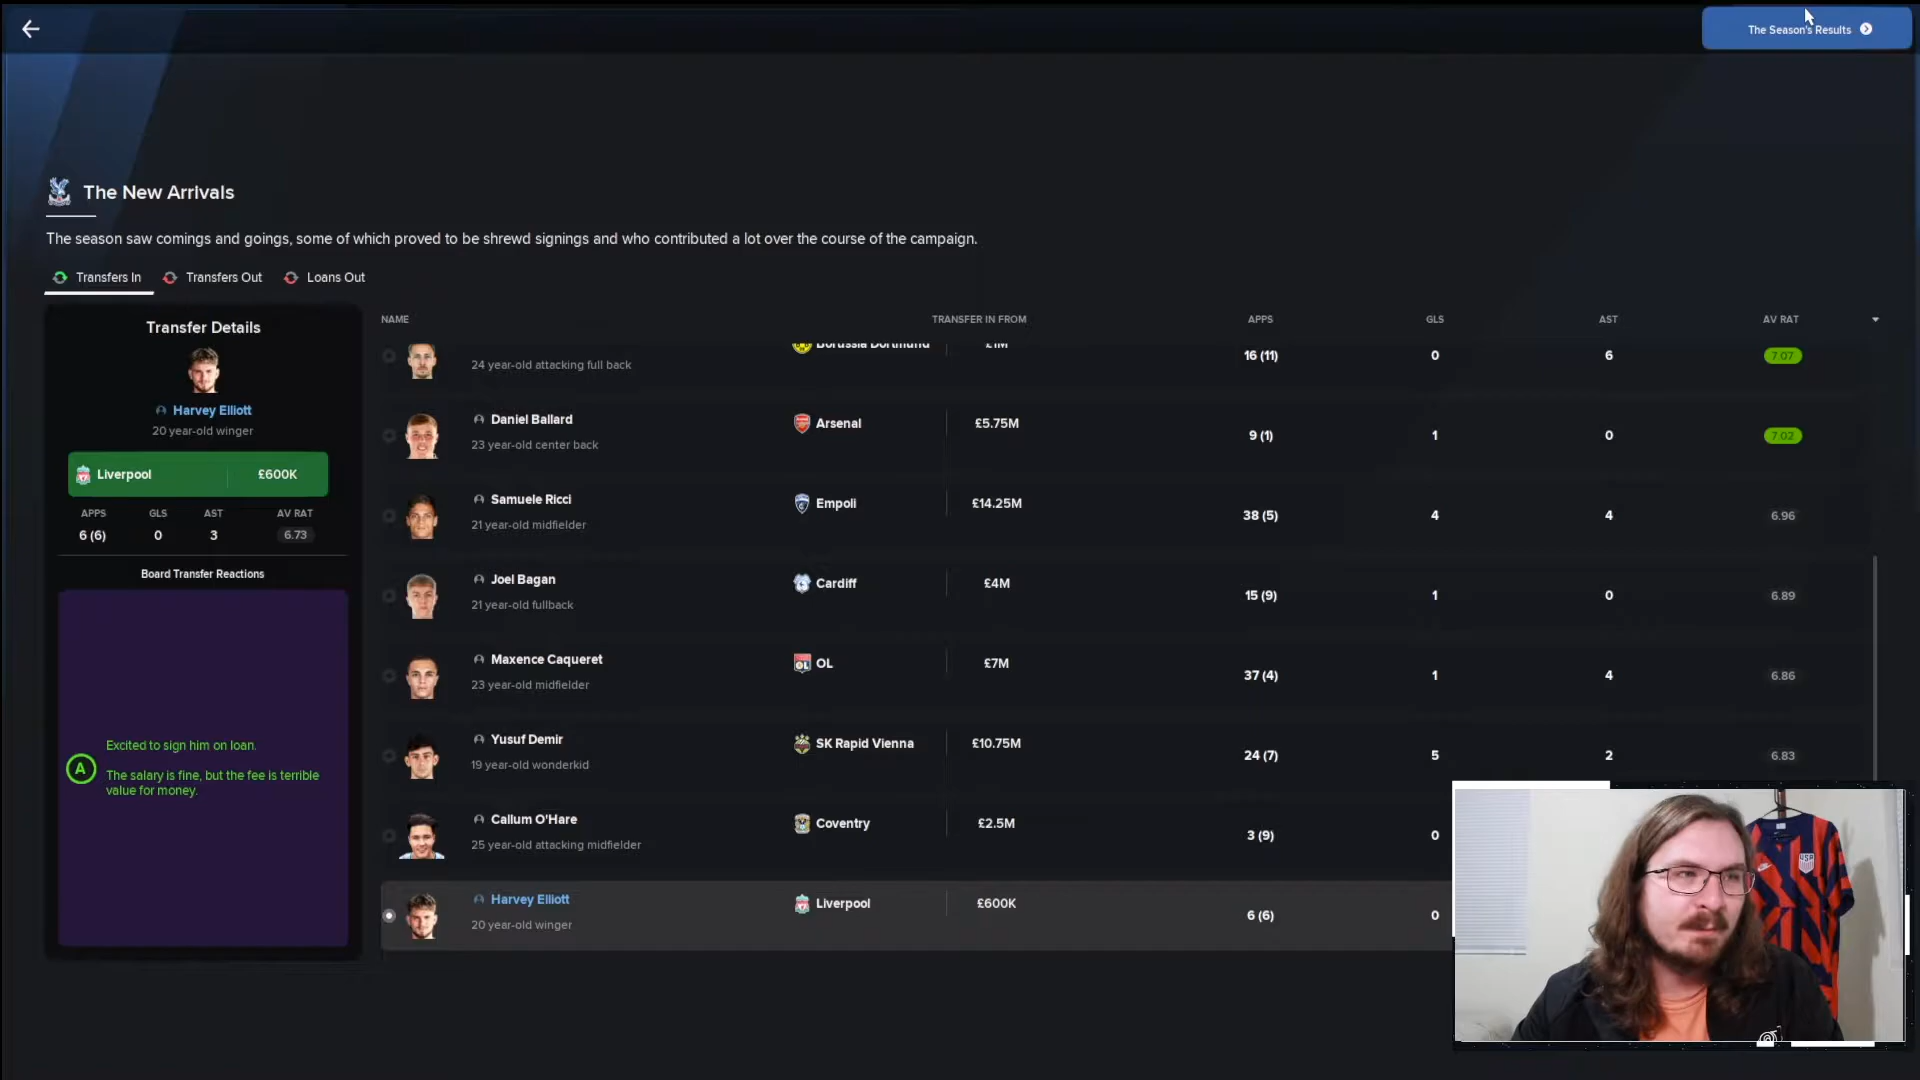 The Season's Results
The New Arrivals
The season saw comings and goings, some of which proved to be shrewd signings and who contributed a lot over the course of the campaign.
Transfers In Transfers Out Loans Out
Transfer Details
Harvey Elliott
20 year-old winger
Liverpool £600K
APPS GLS AST AV RAT
6 (6) 0 3 6.73
Board Transfer Reactions
A
Excited to sign him on loan.
The salary is fine, but the fee is terrible
value for money.
NAME TRANSFER IN FROM APPS GLS AST AV RAT
Borussia Dortmund £1M
24 year-old attacking full back 16 (11) 0 6 7.07
Daniel Ballard Arsenal £5.75M
23 year-old center back 9 (1) 1 0 7.02
Samuele Ricci Empoli £14.25M
21 year-old midfielder 38 (5) 4 4 6.96
Joel Bagan Cardiff £4M
21 year-old fullback 15 (9) 1 0 6.89
Maxence Caqueret OL OL £7M
23 year-old midfielder 37 (4) 1 4 6.86
Yusuf Demir SK Rapid Vienna £10.75M
19 year-old wonderkid 24 (7) 5 2 6.83
Callum O'Hare Coventry £2.5M
25 year-old attacking midfielder 3 (9) 0
Harvey Elliott Liverpool £600K
20 year-old winger 6 (6) 0
USA